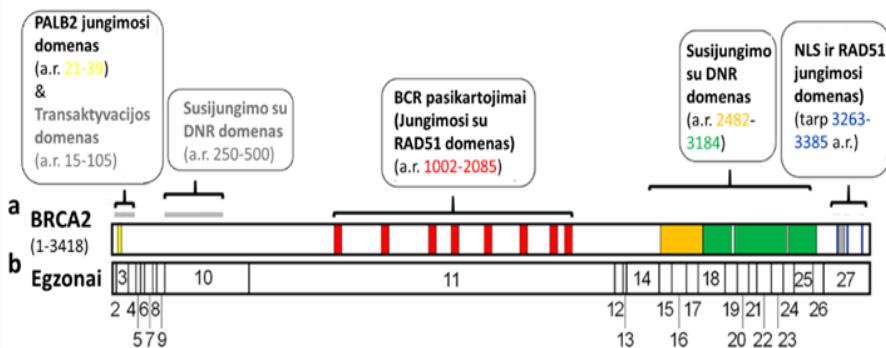 PALB2 jungimosi
domenas
(a.r. 21-39)
&
Transaktyvacijos
domenas
(a.r. 15-105)
Susijungimo su
DNR domenas
(a.r. 250-500)
BCR pasikartojimai
(Jungimosi su
RAD51 domenas)
(a.r. 1002-2085)
Susijungimo
su DNR
domenas
(a.r. 2482-
3184)
NLS ir RAD51
jungimosi
domenas)
(tarp 3263-
3385 a.r.)
a
BRCA2
(1-3418)
b
Egzonai
3 10 11 14 18 25 27
2 4 12 15 17 19 21 24 26
5 6 7 8 9 13 16 20 22 23